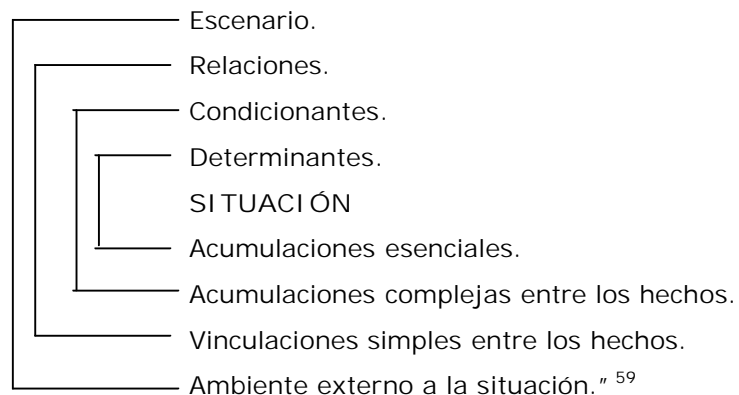 Escenario.
Relaciones.
Condicionantes.
Determinantes.
SITUACIÓN
Acumulaciones esenciales.
Acumulaciones complejas entre los hechos.
Vinculaciones simples entre los hechos.
Ambiente externo a la situación." 59